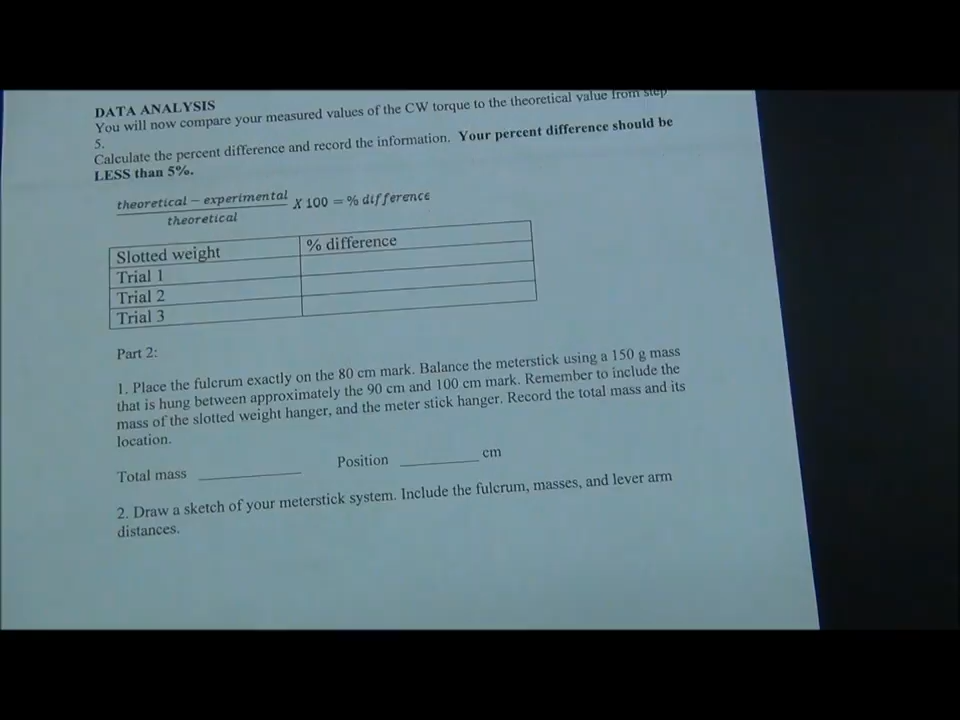 DATA ANALYSIS
You will now compare your measured values of the CW torque to the theoretical value from step
5.
Calculate the percent difference and record the information. Your percent difference should be
LESS than 5%.
theoretical − experimental
theoretical
X 100 = % difference
Slotted weight % difference
Trial 1
Trial 2
Trial 3
Part 2:
1. Place the fulcrum exactly on the 80 cm mark. Balance the meterstick using a 150 g mass
that is hung between approximately the 90 cm and 100 cm mark. Remember to include the
mass of the slotted weight hanger, and the meter stick hanger. Record the total mass and its
location.
Total mass ____________ Position _________ cm
2. Draw a sketch of your meterstick system. Include the fulcrum, masses, and lever arm
distances.